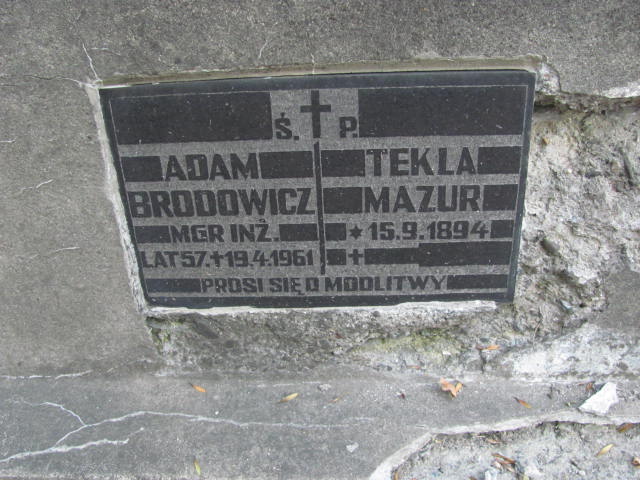 Ś. † P.
ADAM
BRODOWICZ
MGR INŻ.
LAT 57. † 19.4.1961
TEKLA
MAZUR
* 15.9.1894
†
PROSI SIĘ O MODLITWY